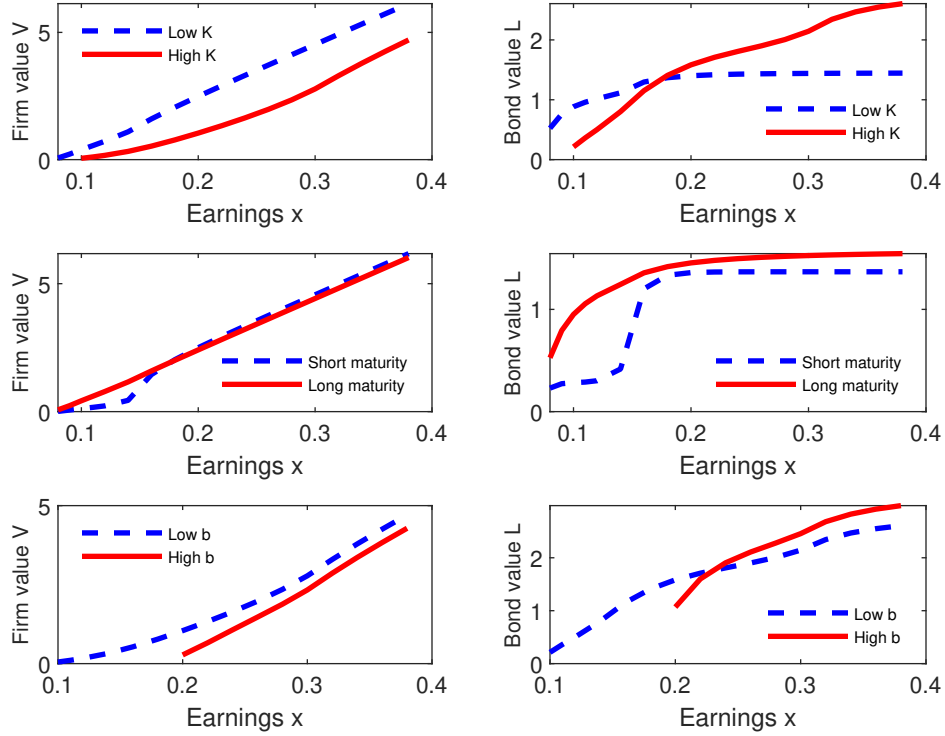 Firm value V
5
0
Low K
High K
0.1 0.2 0.3 0.4
Earnings x
Bond value L
2
1
0
Low K
High K
0.1 0.2 0.3 0.4
Earnings x
Firm value V
5
0
Short maturity
Long maturity
0.1 0.2 0.3 0.4
Earnings x
Bond value L
1
0
Short maturity
Long maturity
0.1 0.2 0.3 0.4
Earnings x
Firm value V
5
0
Low b
High b
0.1 0.2 0.3 0.4
Earnings x
Bond value L
2
1
0
Low b
High b
0.1 0.2 0.3 0.4
Earnings x